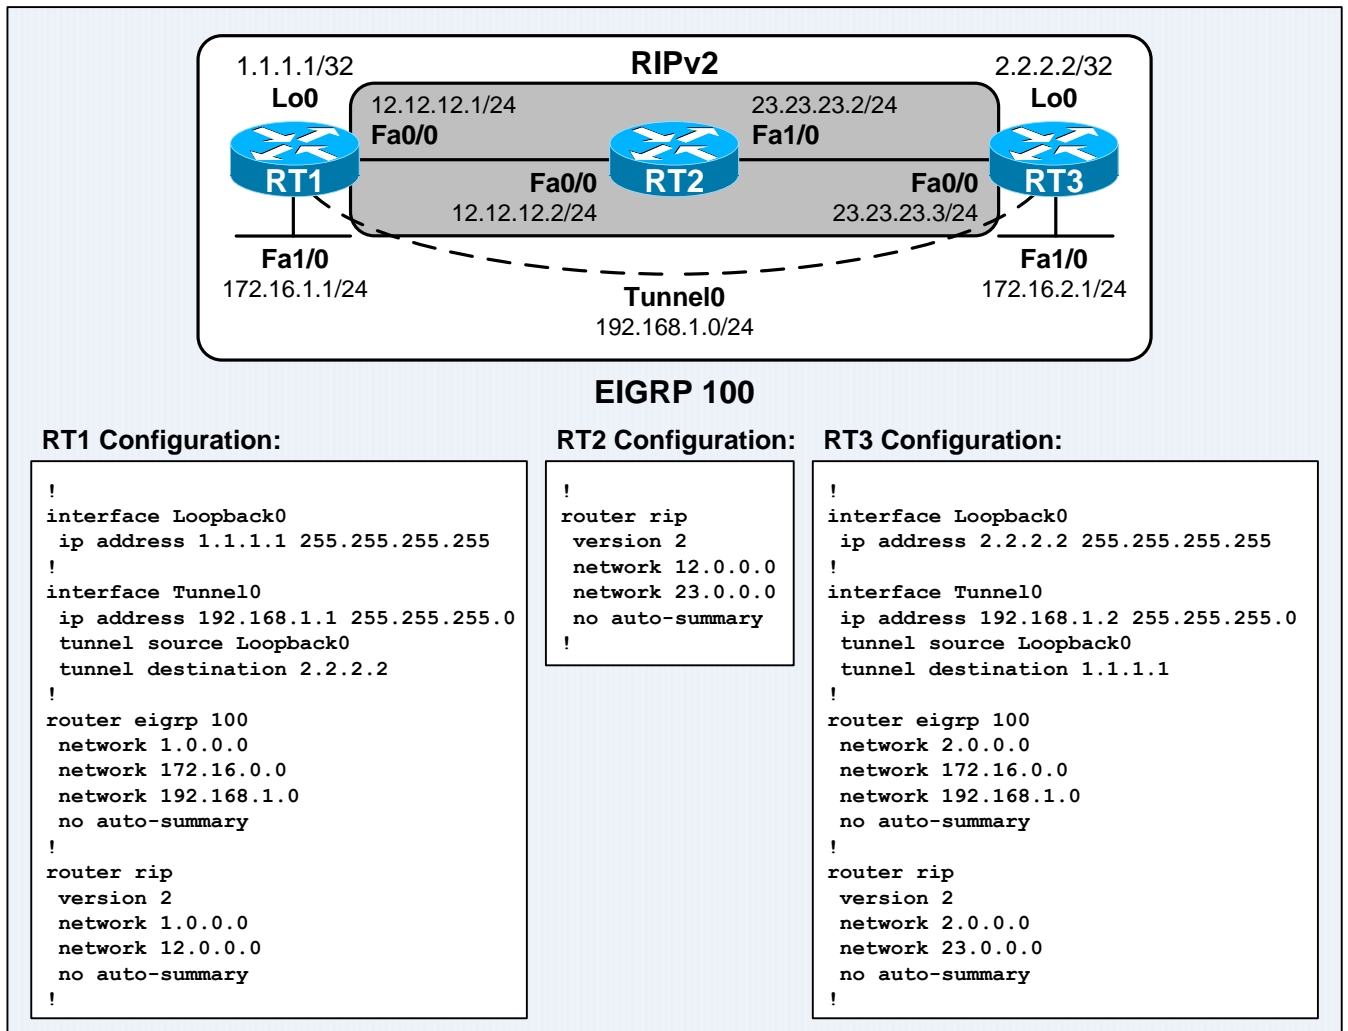 RIPv2
1.1.1.1/32
Lo0
2.2.2.2/32
Lo0
12.12.12.1/24
Fa0/0
23.23.23.2/24
Fa1/0
RT1
RT2
RT3
Fa0/0
12.12.12.2/24
Fa0/0
23.23.23.3/24
Fa1/0
172.16.1.1/24
Fa1/0
172.16.2.1/24
Tunnel0
192.168.1.0/24
EIGRP 100
RT1 Configuration:
!
interface Loopback0
 ip address 1.1.1.1 255.255.255.255
!
interface Tunnel0
 ip address 192.168.1.1 255.255.255.0
 tunnel source Loopback0
 tunnel destination 2.2.2.2
!
router eigrp 100
 network 1.0.0.0
 network 172.16.0.0
 network 192.168.1.0
 no auto-summary
!
router rip
 version 2
 network 1.0.0.0
 network 12.0.0.0
 no auto-summary
!
RT2 Configuration:
!
router rip
 version 2
 network 12.0.0.0
 network 23.0.0.0
 no auto-summary
!
RT3 Configuration:
!
interface Loopback0
 ip address 2.2.2.2 255.255.255.255
!
interface Tunnel0
 ip address 192.168.1.2 255.255.255.0
 tunnel source Loopback0
 tunnel destination 1.1.1.1
!
router eigrp 100
 network 2.0.0.0
 network 172.16.0.0
 network 192.168.1.0
 no auto-summary
!
router rip
 version 2
 network 2.0.0.0
 network 23.0.0.0
 no auto-summary
!